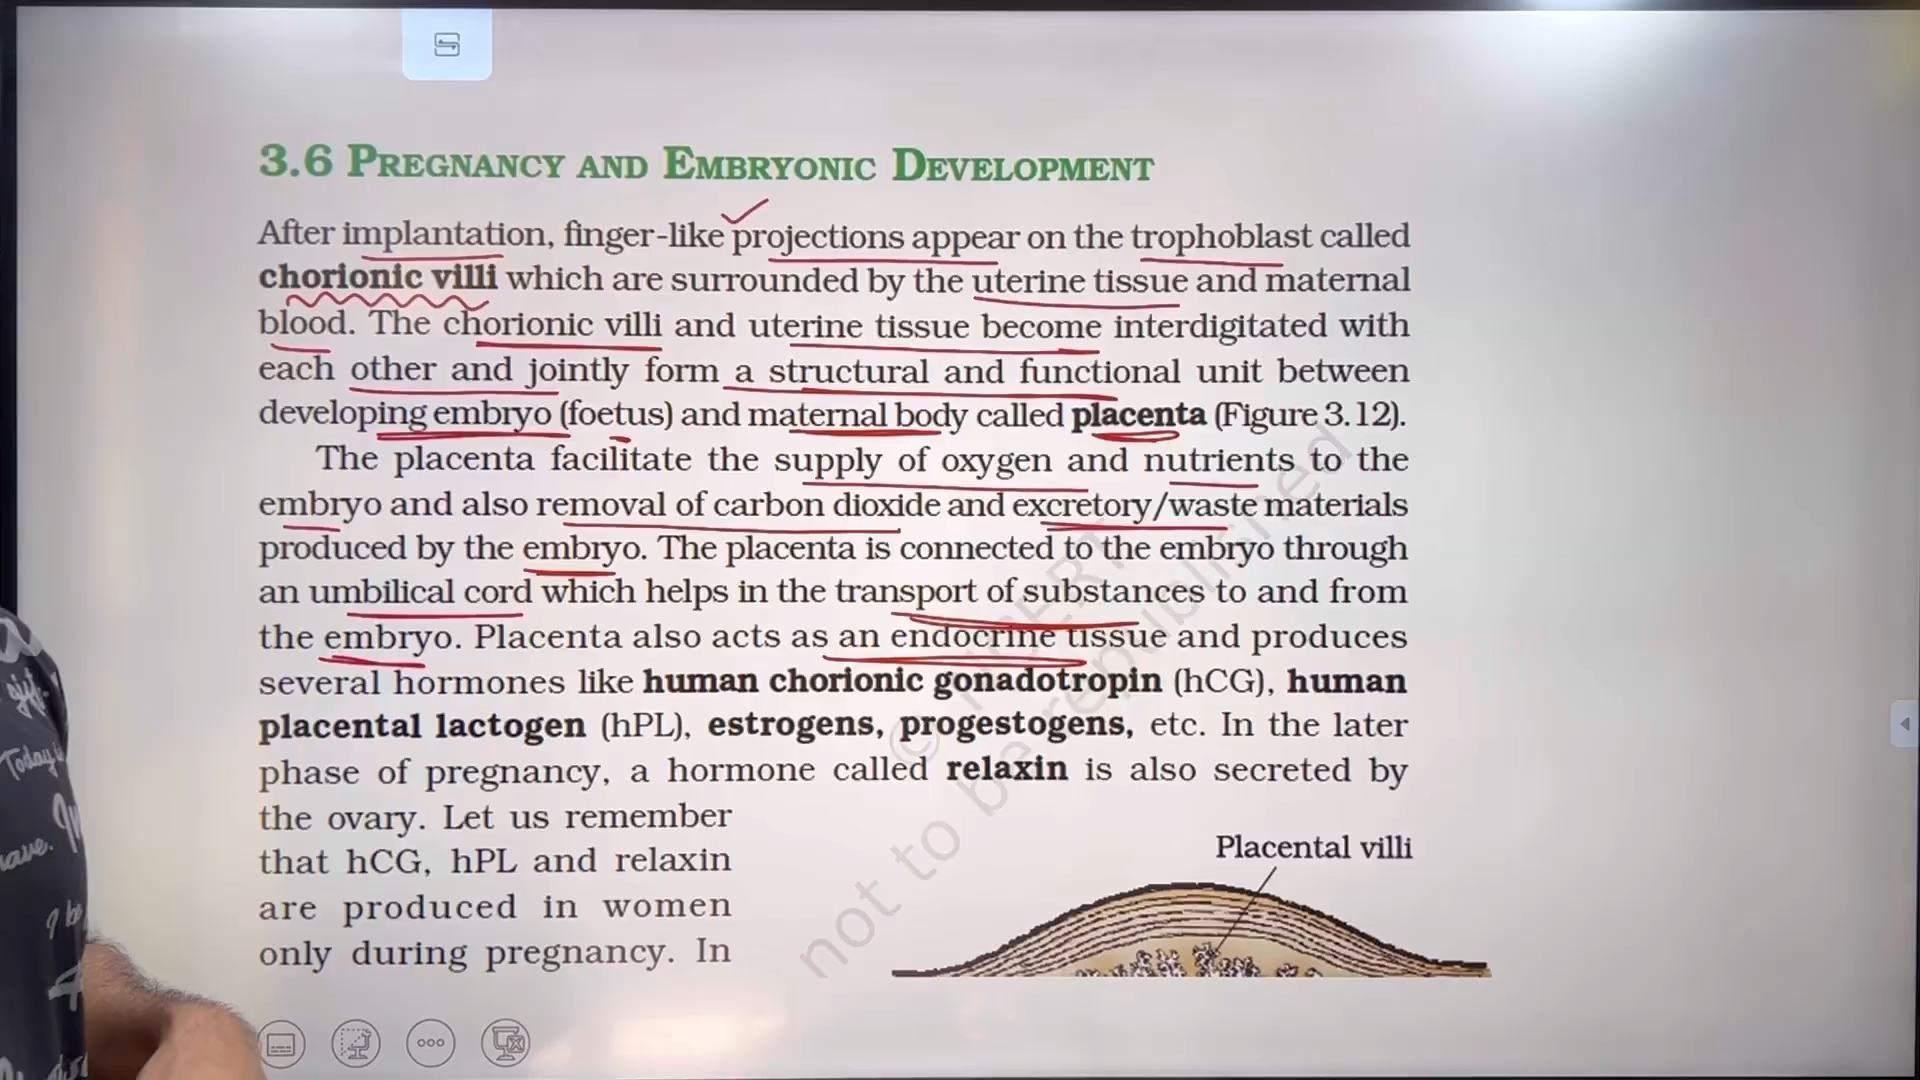 3.6 PREGNANCY AND EMBRYONIC DEVELOPMENT
After implantation, finger-like projections appear on the trophoblast called
chorionic villi which are surrounded by the uterine tissue and maternal
blood. The chorionic villi and uterine tissue become interdigitated with
each other and jointly form a structural and functional unit between
developing embryo (foetus) and maternal body called placenta (Figure 3.12).
The placenta facilitate the supply of oxygen and nutrients to the
embryo and also removal of carbon dioxide and excretory/waste materials
produced by the embryo. The placenta is connected to the embryo through
an umbilical cord which helps in the transport of substances to and from
the embryo. Placenta also acts as an endocrine tissue and produces
several hormones like human chorionic gonadotropin (hCG), human
placental lactogen (hPL), estrogens, progestogens, etc. In the later
phase of pregnancy, a hormone called relaxin is also secreted by
the ovary. Let us remember
that hCG, hPL and relaxin
are produced in women
only during pregnancy. In
Placental villi
© NCERT
not to be republished
Today
have.